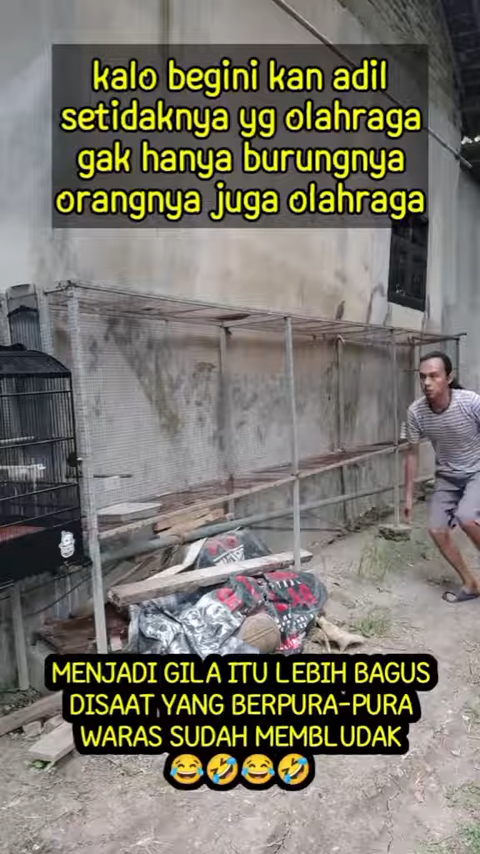 kalo begini kan adil
setidaknya yg olahraga
gak hanya burungnya
orangnya juga olahraga
MENJADI GILA ITU LEBIH BAGUS
DISAAT YANG BERPURA-PURA
WARAS SUDAH MEMBLUDAK
😂🤣😂🤣